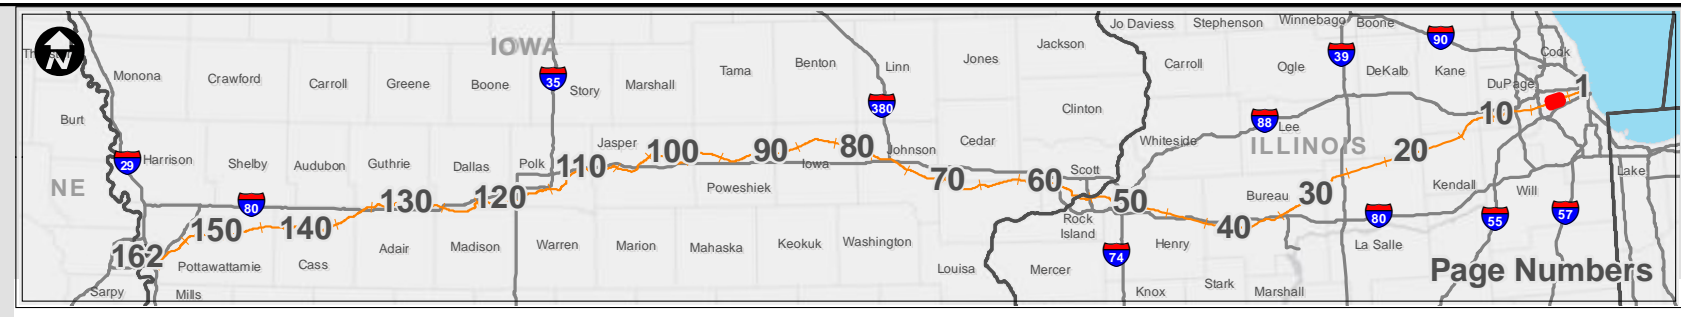 Jo Daviess Stephenson Winnebago Boone
N
IOWA
Jackson
90
39
Cook
Monona Crawford Carroll Greene Boone 35 Story Marshall Tama Benton Linn Jones Carroll Ogle DeKalb Kane
DuPage 1
380
Clinton
10
Burt
88 Lee
Whiteside
ILLINOIS
Jasper
Johnson Cedar
29 Harrison Shelby Audubon Guthrie Dallas Polk 110 100 90 80 Iowa
20
Scott
Lake
NE
Poweshiek
70 60
50
Bureau 30
Kendall Will
80
130 120
Rock
Island
80 55 57
162 150 140
Adair Madison Warren Marion Mahaska Keokuk Washington
40
Henry
La Salle
74
Pottawattamie Cass
Louisa Mercer
Page Numbers
Stark
Sarpy Mills
Knox Marshall